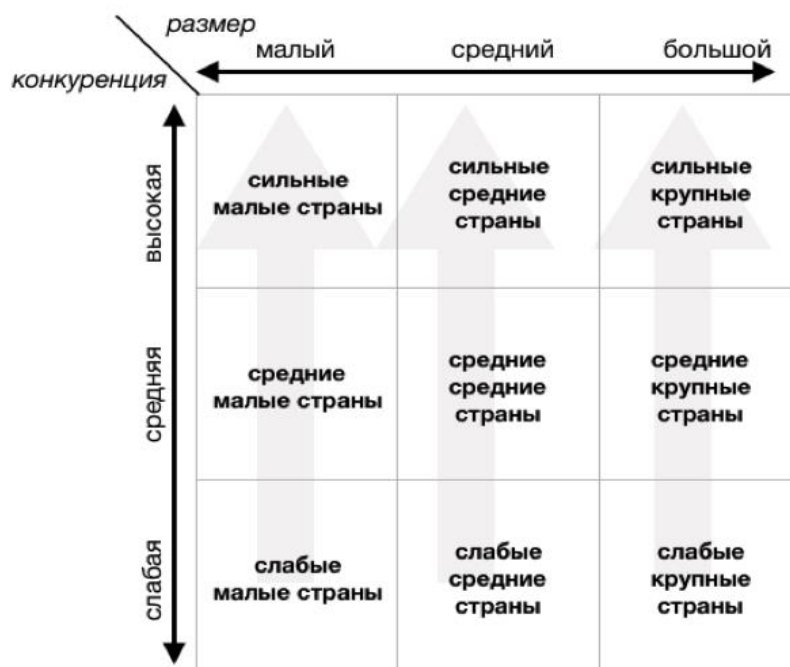 размер
малый
средний
большой
конкуренция
высокая
сильные
малые страны
сильные
средние
страны
сильные
крупные
страны
средняя
средние
малые страны
средние
средние
страны
средние
крупные
страны
слабая
слабые
малые страны
слабые
средние
страны
слабые
крупные
страны